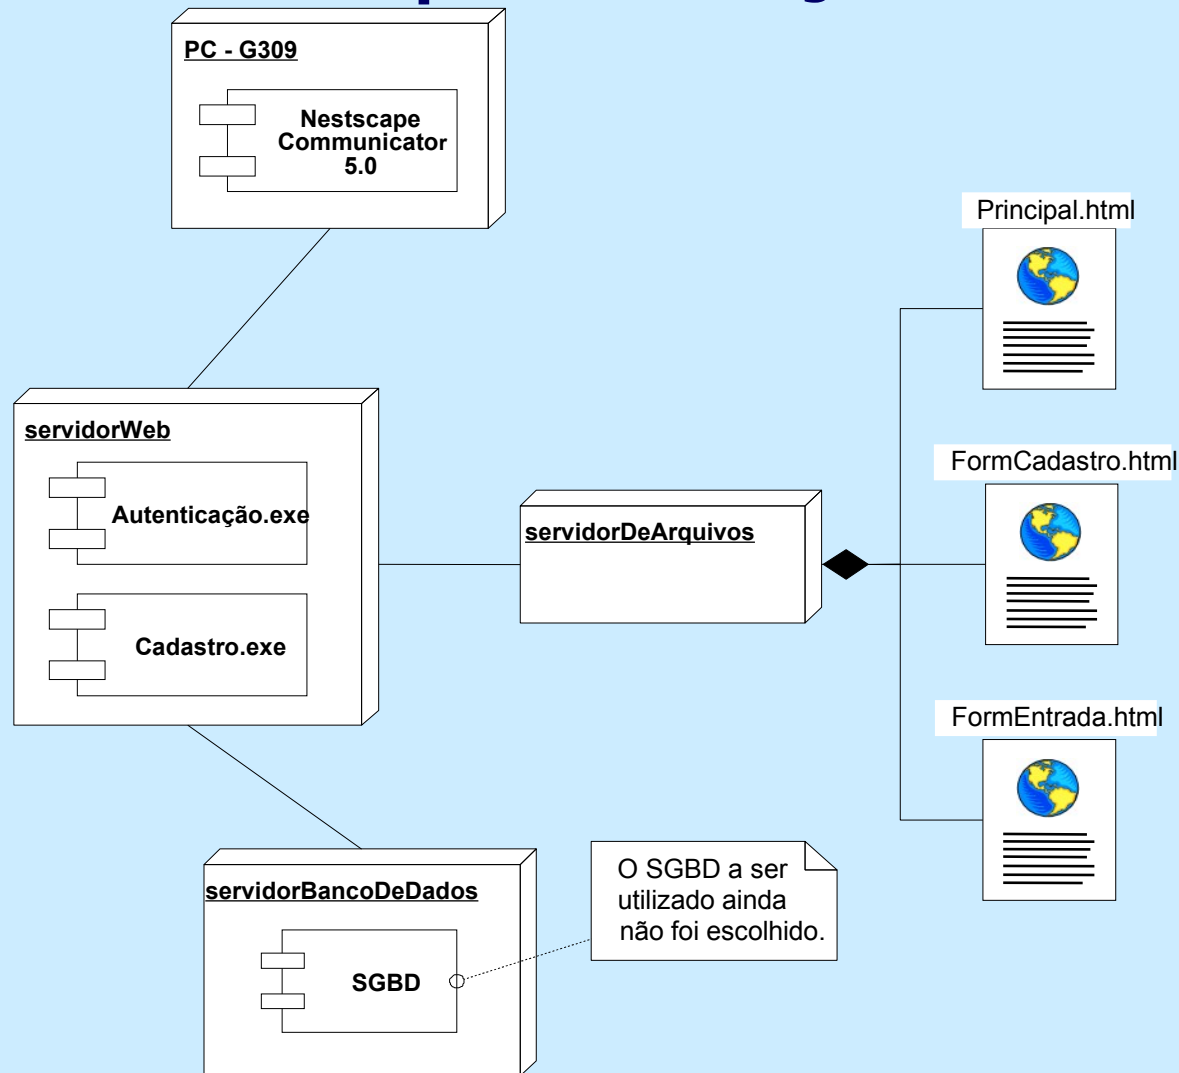 PC - G309
Nestscape
Communicator
5.0
Principal.html
servidorWeb
FormCadastro.html
Autenticação.exe
servidorDeArquivos
Cadastro.exe
FormEntrada.html
servidorBancoDeDados
O SGBD a ser
utilizado ainda
não foi escolhido.
SGBD